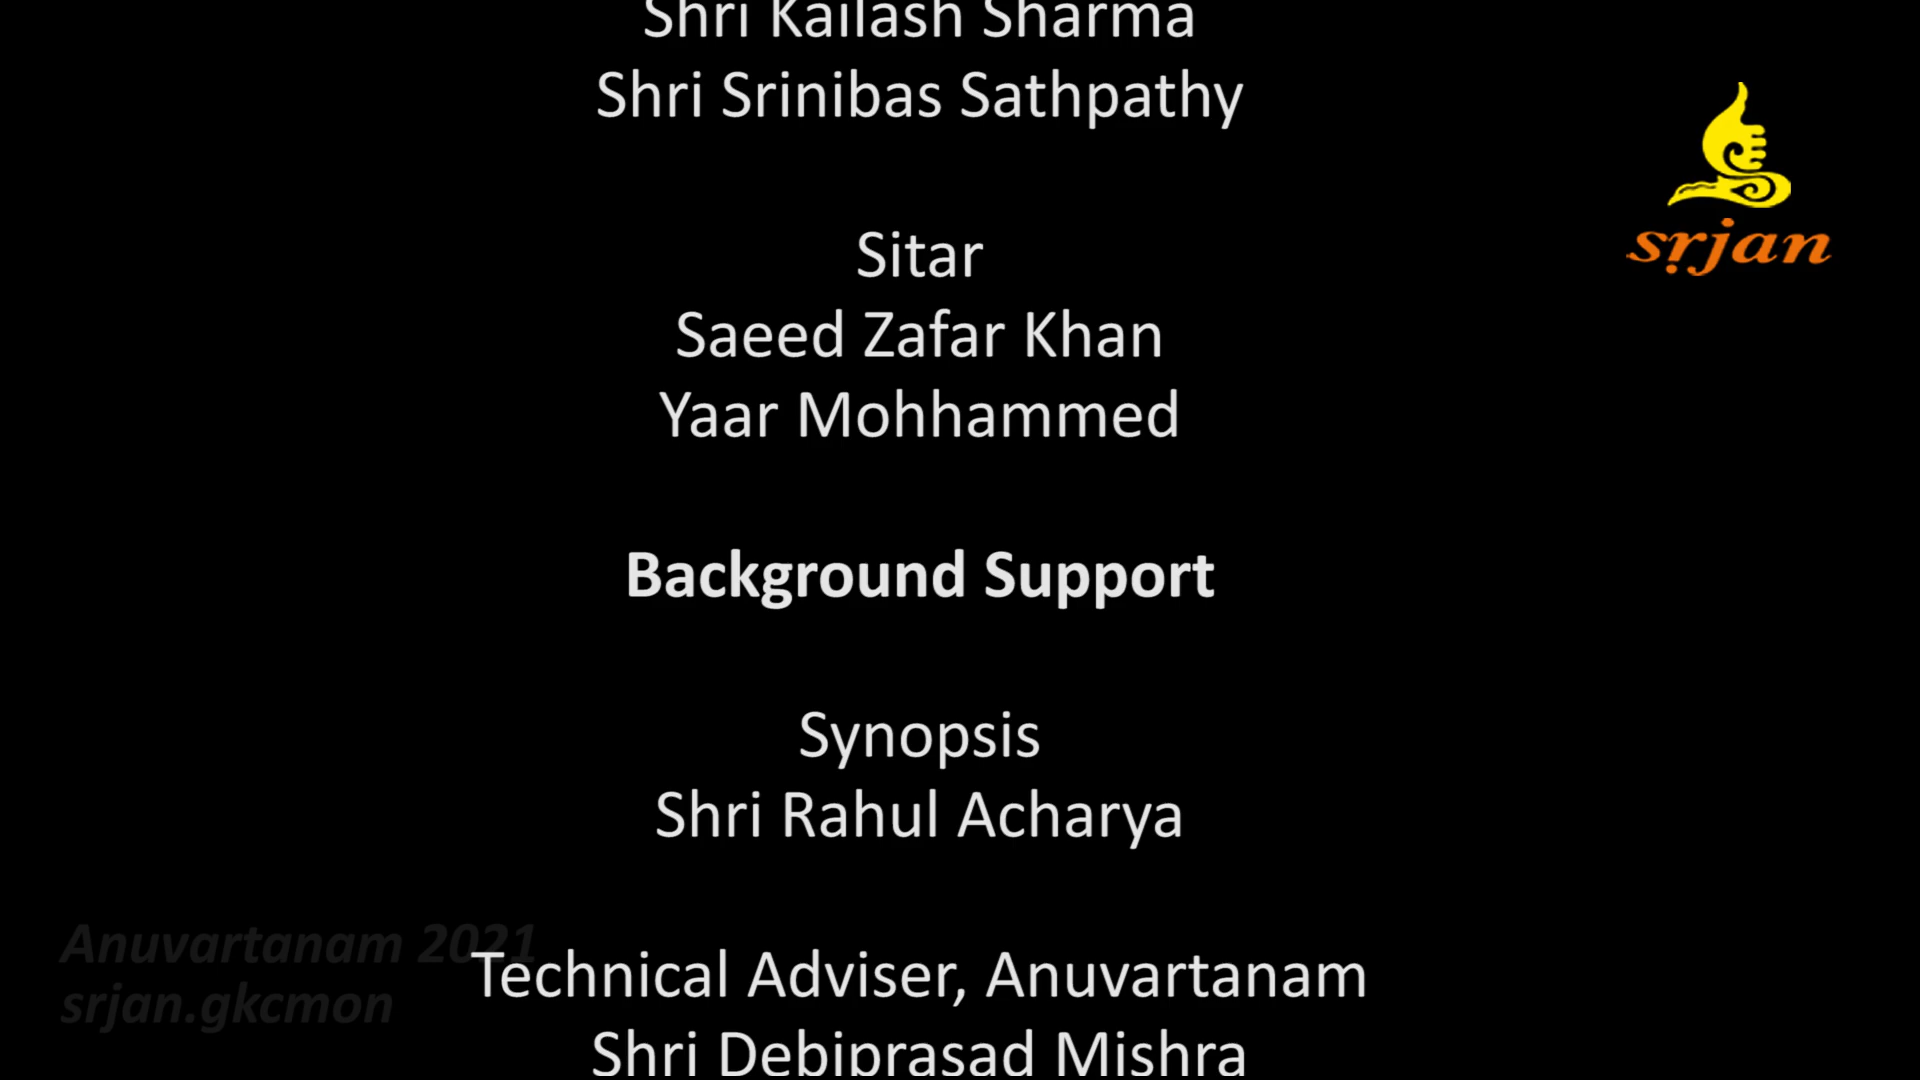 Shri Kailash Sharma
Shri Srinibas Sathpathy
srjan
Sitar
Saeed Zafar Khan
Yaar Mohhammed
Background Support
Synopsis
Shri Rahul Acharya
Anuvartanam 2021
srjan.gkcmon
Technical Adviser, Anuvartanam
Shri Debiprasad Mishra